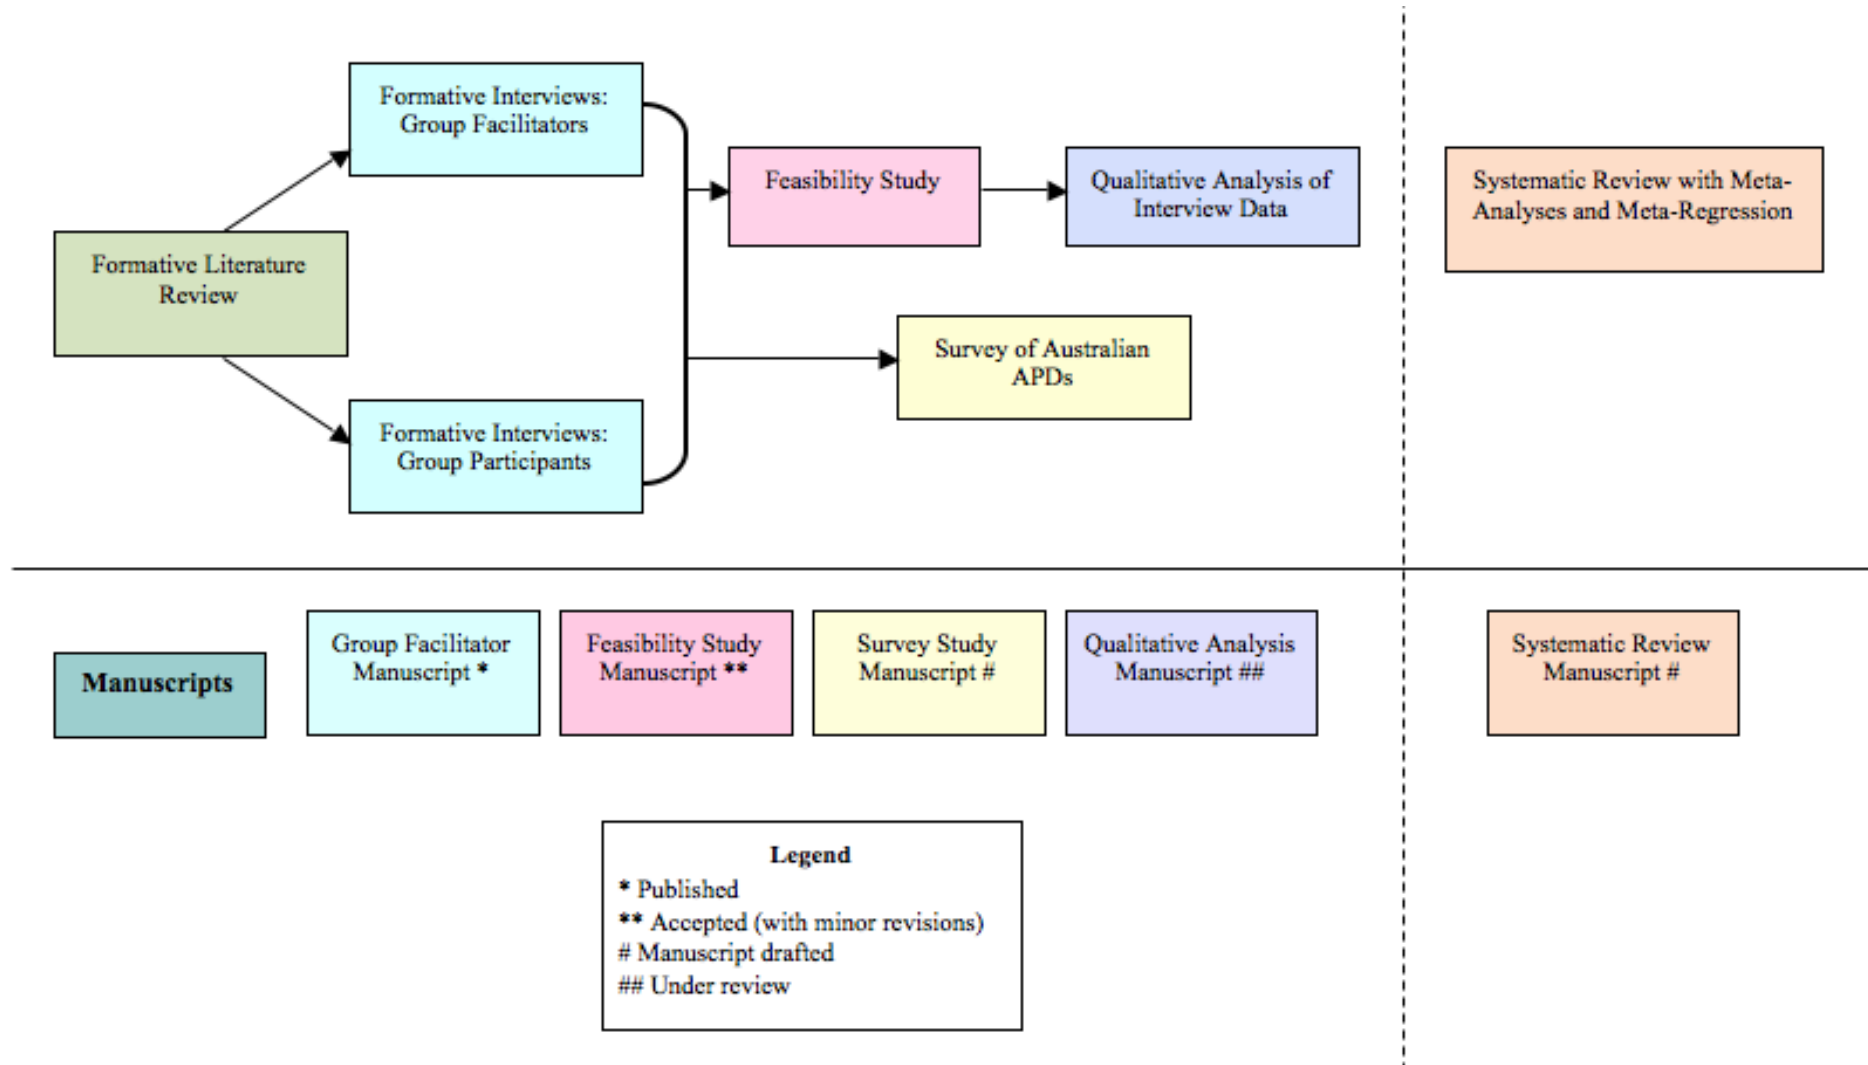 Formative Interviews:
Group Facilitators
Feasibility Study
Qualitative Analysis of
Interview Data
Systematic Review with Meta-
Analyses and Meta-Regression
Formative Literature
Review
Survey of Australian
APDs
Formative Interviews:
Group Participants
Manuscripts
Group Facilitator
Manuscript *
Feasibility Study
Manuscript **
Survey Study
Manuscript #
Qualitative Analysis
Manuscript ##
Systematic Review
Manuscript #
Legend
* Published
** Accepted (with minor revisions)
# Manuscript drafted
## Under review